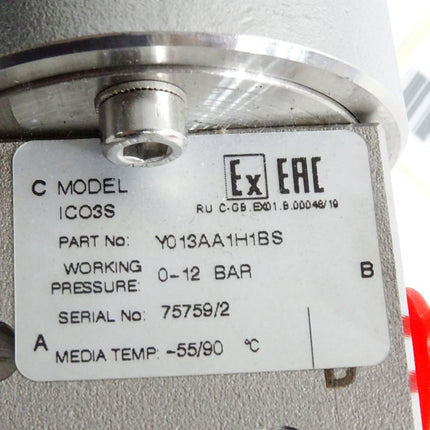 C MODEL Ex EAC
ICO3S RU C-GB.EX01.B.00048/19
PART No: Y013AA1H1BS
WORKING PRESSURE: 0-12 BAR
B
SERIAL No: 75759/2
A MEDIA TEMP: -55/90 °C